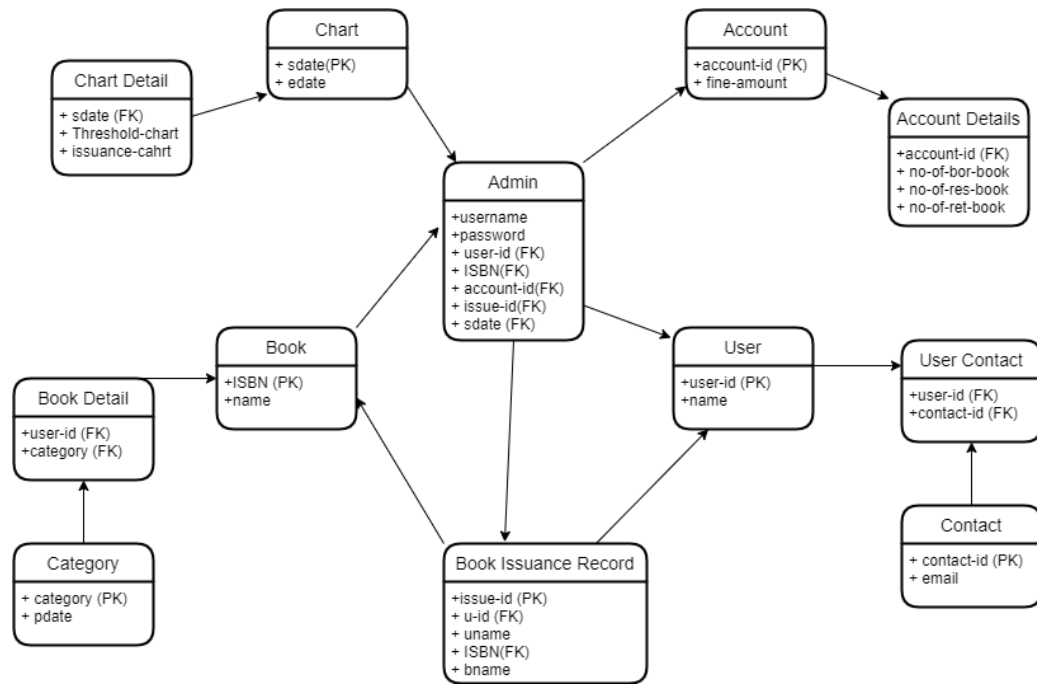 Chart
+ sdate(PK)
+ edate
Account
+account-id (PK)
+ fine-amount
Chart Detail
+ sdate (FK)
+ Threshold-chart
+ issuance-cahrt
Account Details
+account-id (FK)
+ no-of-bor-book
+ no-of-res-book
+ no-of-ret-book
Admin
+username
+password
+ user-id (FK)
+ ISBN(FK)
+ account-id(FK)
+ issue-id(FK)
+ sdate (FK)
Book
+ISBN (PK)
+name
User
+user-id (PK)
+name
User Contact
+user-id (FK)
+contact-id (FK)
Book Detail
+user-id (FK)
+category (FK)
Category
+ category (PK)
+ pdate
Book Issuance Record
+issue-id (PK)
+ u-id (FK)
+ uname
+ ISBN(FK)
+ bname
Contact
+ contact-id (PK)
+ email